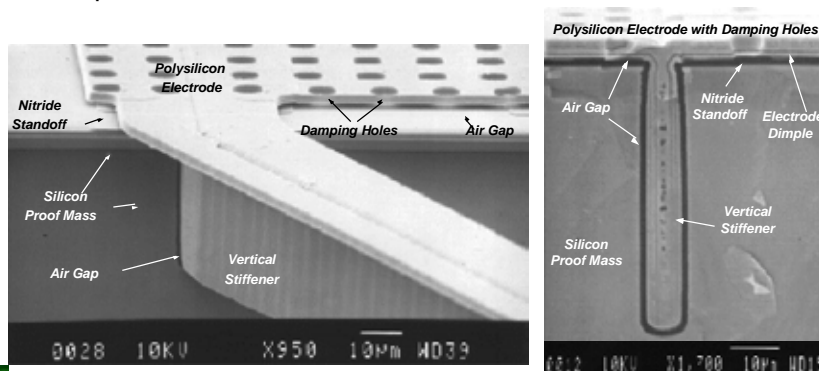 Polysilicon
Electrode
Nitride
Standoff
Damping Holes
Air Gap
Silicon
Proof Mass
Air Gap
Vertical
Stiffener
0028 10KV X950 10µm WD39
Polysilicon Electrode with Damping Holes
Air Gap
Nitride
Standoff
Electrode
Dimple
Vertical
Stiffener
Silicon
Proof Mass
10KV X1,700 10µm